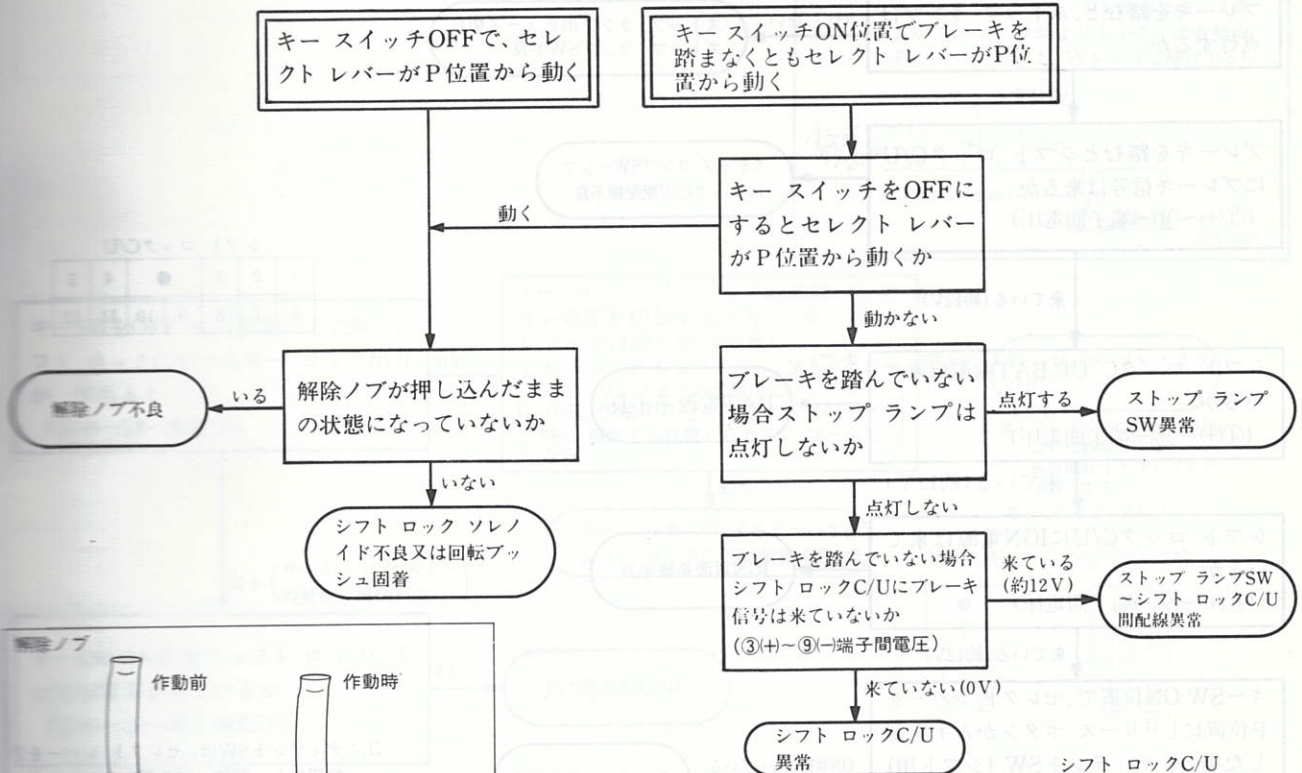 キー スイッチOFFで、セレ
クト レバーがP位置から動く
キー スイッチON位置でブレーキを
踏まなくともセレクト レバーがP位
置から動く
キー スイッチをOFFに
するとセレクト レバー
がP位置から動くか
動く
動かない
解除ノブが押し込んだまま
の状態になっていないか
いる
解除ノブ不良
いない
シフト ロック ソレノ
イド不良又は回転ブッ
シュ固着
ブレーキを踏んでいない
場合ストップ ランプは
点灯しないか
点灯する
ストップ ランプ
SW異常
点灯しない
ブレーキを踏んでいない場合
シフト ロックC/Uにブレーキ
信号は来ていないか
(③(+)~⑨(-)端子間電圧)
来ている
(約12V)
ストップ ランプSW
~シフト ロックC/U
間配線異常
来ていない(0V)
シフト ロックC/U
異常
解除ノブ
作動前
作動時
シフト ロックC/U